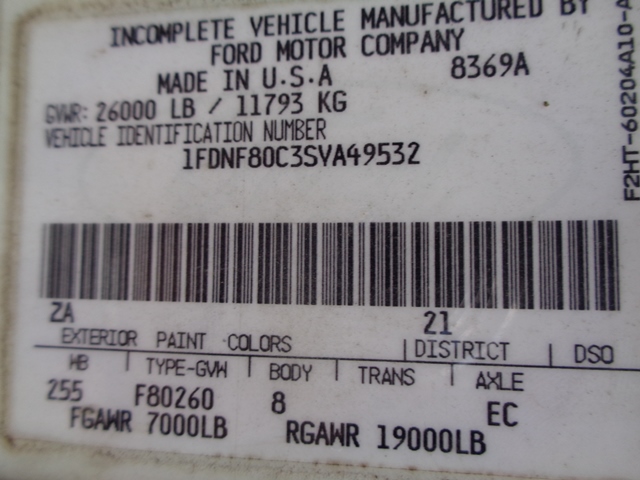 INCOMPLETE VEHICLE MANUFACTURED BY
FORD MOTOR COMPANY
MADE IN U.S.A
8369A
GVWR: 26000 LB / 11793 KG
VEHICLE IDENTIFICATION NUMBER
1FDNF80C3SVA49532
F2HT-60204A10-A
ZA 21
EXTERIOR PAINT COLORS DISTRICT DSO
WB TYPE-GVW BODY TRANS AXLE
255 F80260 8 EC
FGAWR 7000LB RGAWR 19000LB